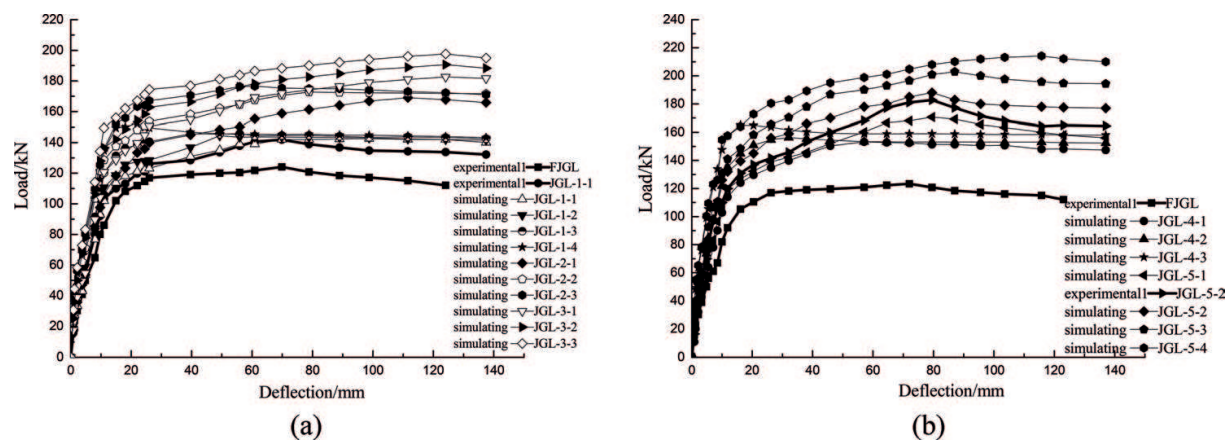 220
200
180
160
140
120
100
80
60
40
20
0
Load/kN
0 20 40 60 80 100 120 140
Deflection/mm
experimental1 FJGL
experimental1 JGL-1-1
simulating JGL-1-1
simulating JGL-1-2
simulating JGL-1-3
simulating JGL-1-4
simulating JGL-2-1
simulating JGL-2-2
simulating JGL-2-3
simulating JGL-3-1
simulating JGL-3-2
simulating JGL-3-3
(a)
240
220
200
180
160
140
120
100
80
60
40
20
0
Load/kN
0 20 40 60 80 100 120 140
Deflection/mm
experimental1 FJGL
simulating JGL-4-1
simulating JGL-4-2
simulating JGL-4-3
simulating JGL-5-1
experimental1 JGL-5-2
simulating JGL-5-2
simulating JGL-5-3
simulating JGL-5-4
(b)